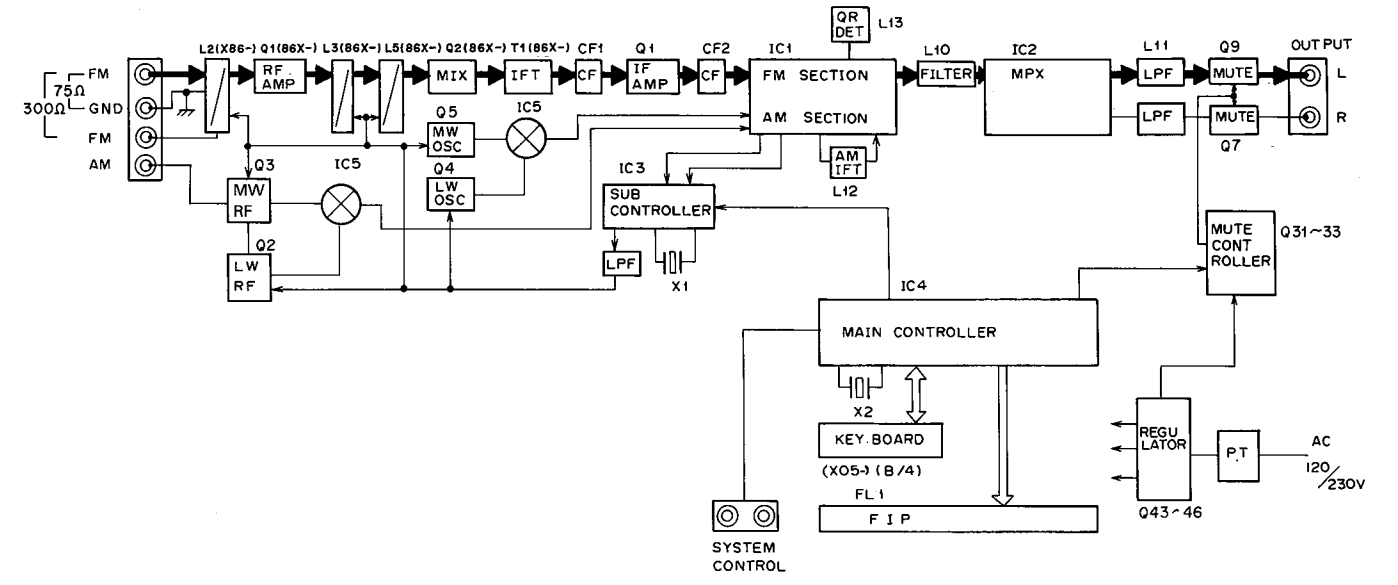 QR
DET
L13
L2(X86-) Q1(86X-) L3(86X-) L5(86X-) Q2(86X-) T1(86X-) CF1 Q1 CF2 IC1 L10 IC2 L11 Q9 OUTPUT
FM
75Ω
GND
300Ω
FM
AM
RF
AMP
MIX
IFT
CF
IF
AMP
CF
FM SECTION
AM SECTION
FILTER
MPX
LPF
MUTE
L
LPF
MUTE
R
Q7
Q5
MW
OSC
IC5
Q4
LW
OSC
Q3
MW
RF
IC5
Q2
LW
RF
AM
IFT
L12
IC3
SUB
CONTROLLER
LPF
X1
MUTE
CONT
ROLLER
Q31~33
IC4
MAIN CONTROLLER
X2
KEY.BOARD
(X05-) (B/4)
FL1
FIP
SYSTEM
CONTROL
REGU
LATOR
Q43~46
P.T
AC
120/230V